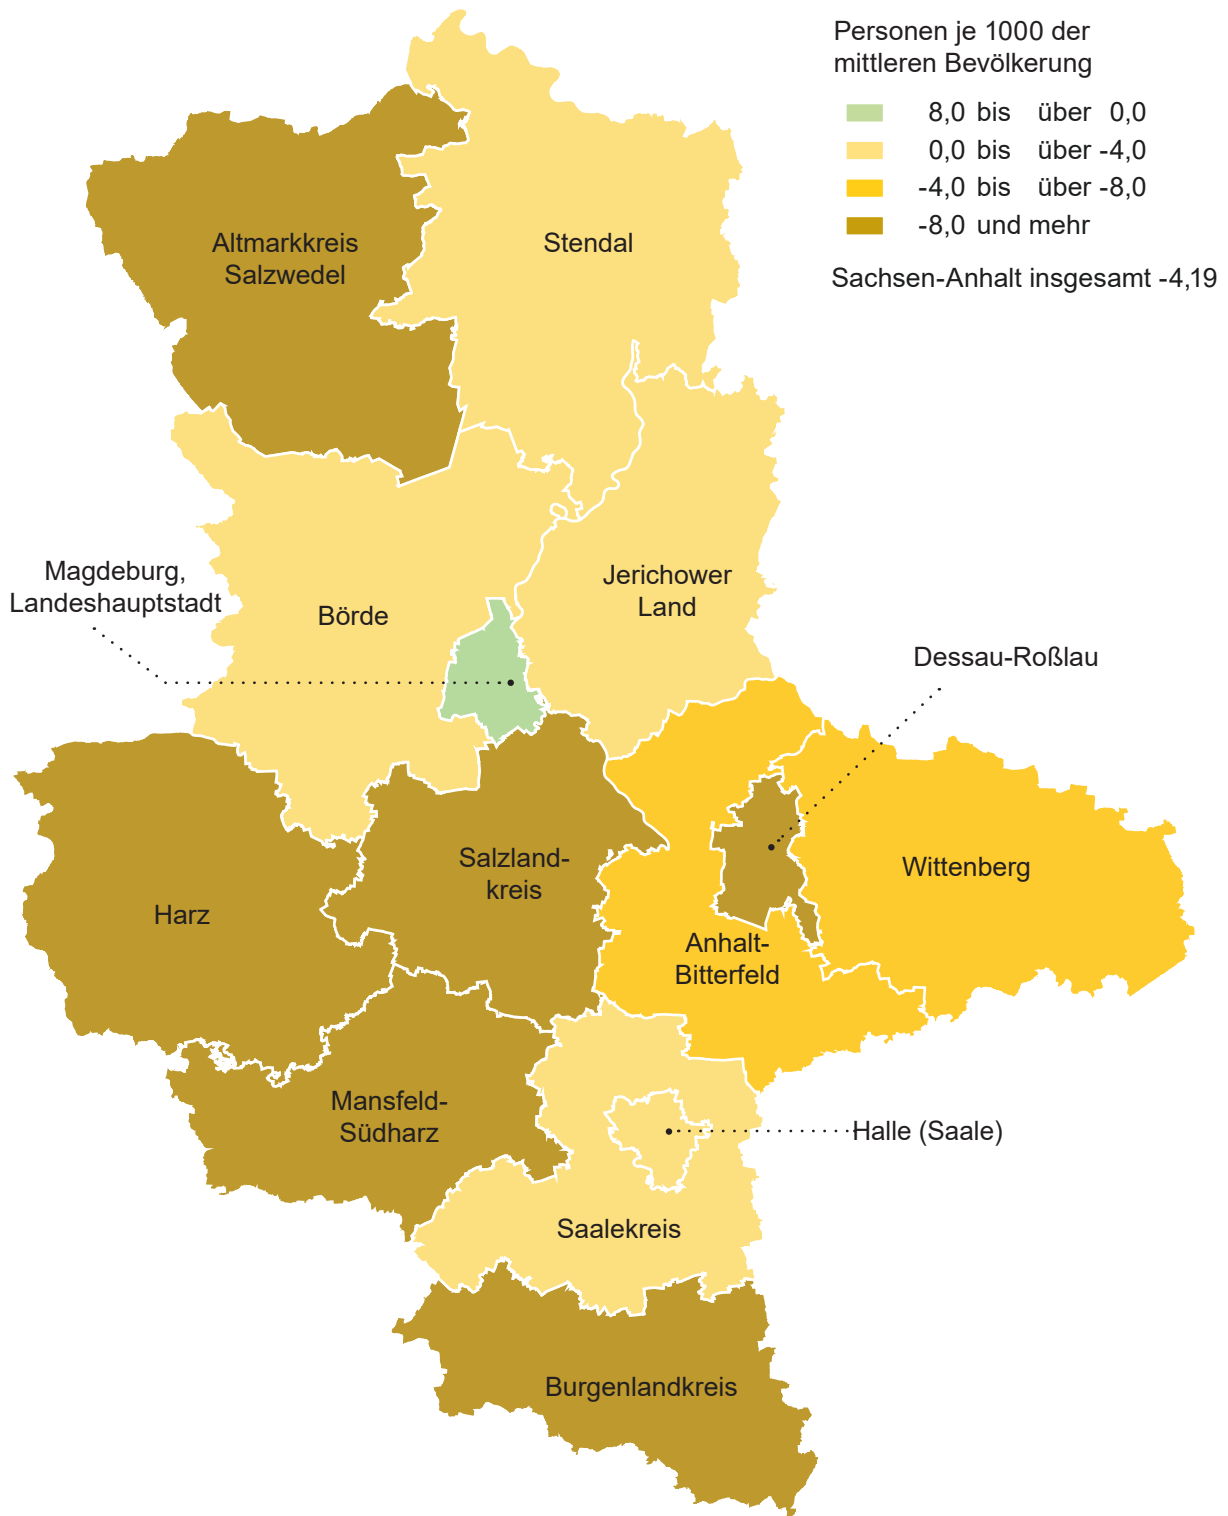 Personen je 1000 der
mittleren Bevölkerung
8,0 bis über 0,0
0,0 bis über -4,0
-4,0 bis über -8,0
-8,0 und mehr
Sachsen-Anhalt insgesamt -4,19
Altmarkkreis
Salzwedel
Stendal
Magdeburg,
Landeshauptstadt
Börde
Jerichower
Land
Dessau-Roßlau
Harz
Salzland-
kreis
Wittenberg
Anhalt-
Bitterfeld
Mansfeld-
Südharz
Halle (Saale)
Saalekreis
Burgenlandkreis